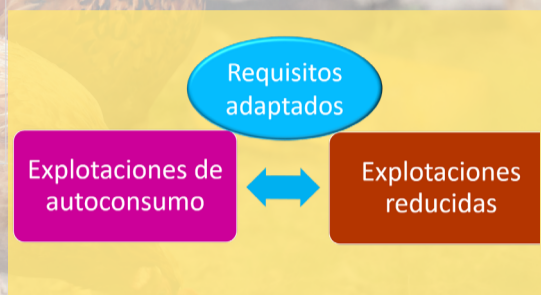 Requisitos
adaptados
Explotaciones de
autoconsumo
Explotaciones
reducidas